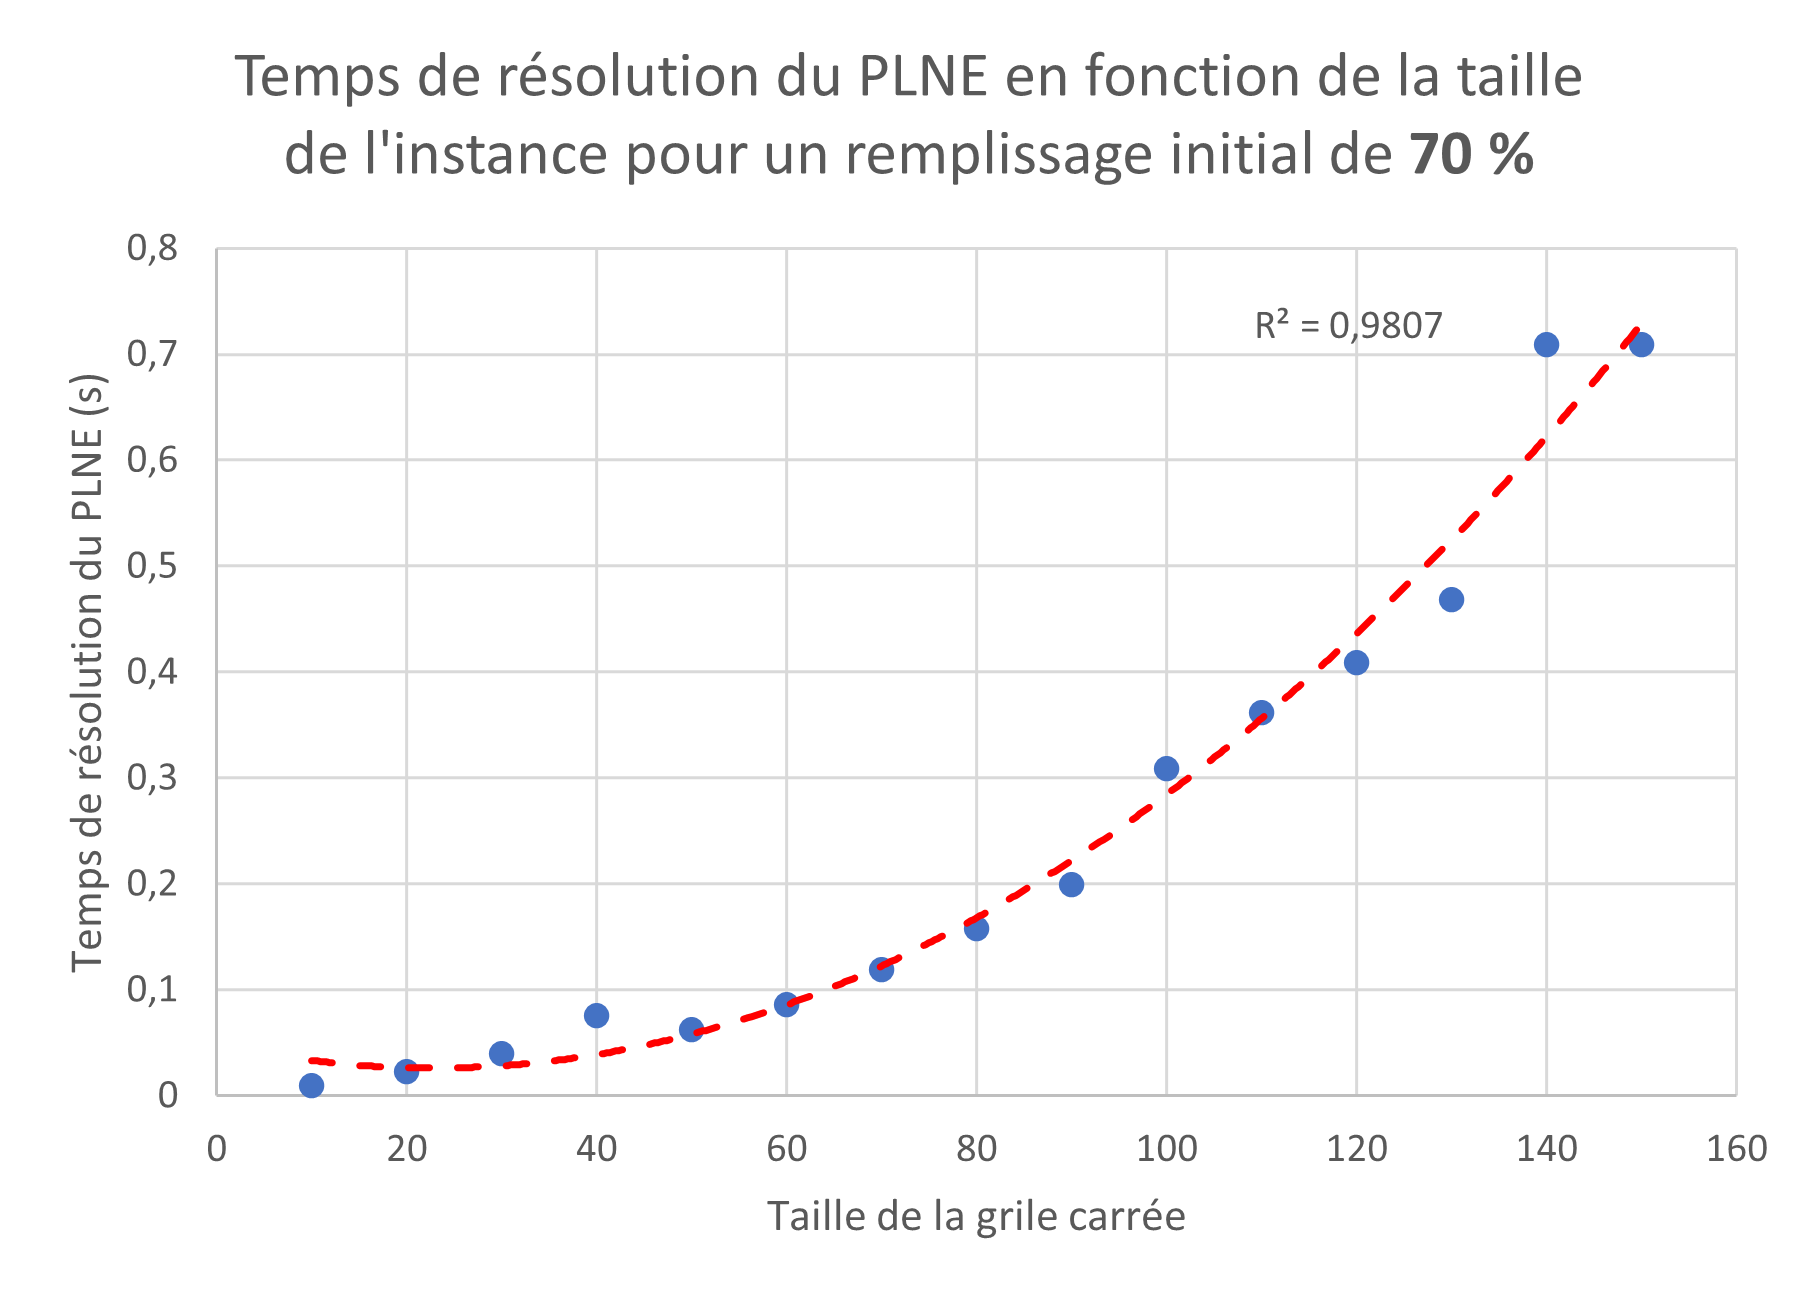 Temps de résolution du PLNE en fonction de la taille
de l'instance pour un remplissage initial de 70 %
0,8
0,7
0,6
0,5
0,4
0,3
0,2
0,1
0
R² = 0,9807
Temps de résolution du PLNE (s)
0 20 40 60 80 100 120 140 160
Taille de la grile carrée